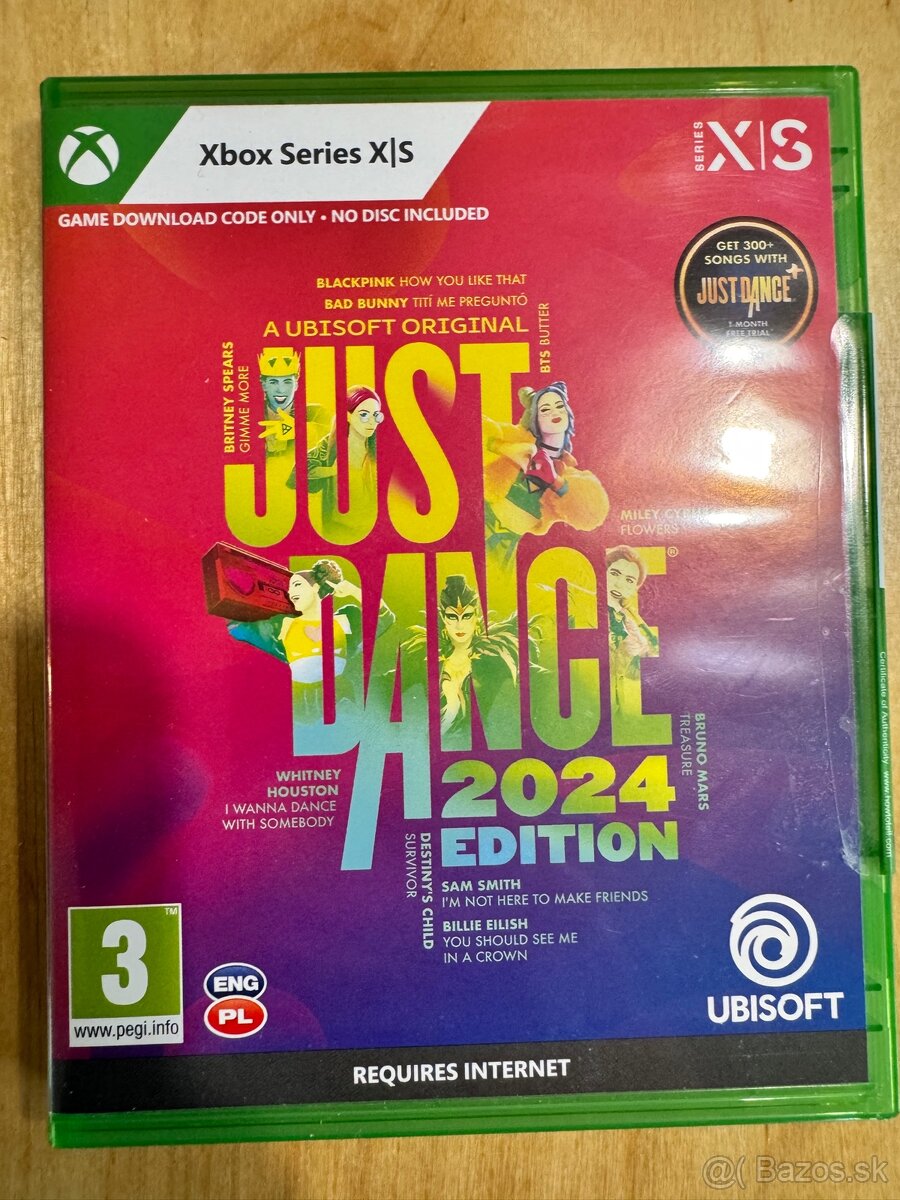 Xbox Series X|S
SERIES X|S
GAME DOWNLOAD CODE ONLY • NO DISC INCLUDED
GET 300+
SONGS WITH
JUST DANCE+
1-MONTH
FREE TRIAL
BLACKPINK HOW YOU LIKE THAT
BAD BUNNY TITÍ ME PREGUNTÓ
A UBISOFT ORIGINAL
BTS BUTTER
BRITNEY SPEARS
GIMME MORE
JUST
MILEY
FLOWERS
DANCE®
2024
EDITION
BRUNO MARS
TREASURE
WHITNEY
HOUSTON
I WANNA DANCE
WITH SOMEBODY
DESTINY'S CHILD
SURVIVOR
SAM SMITH
I'M NOT HERE TO MAKE FRIENDS
BILLIE EILISH
YOU SHOULD SEE ME
IN A CROWN
Certificate of Authenticity www.howtotell.com
3™
www.pegi.info
ENG
PL
UBISOFT
REQUIRES INTERNET
@( Bazos.sk